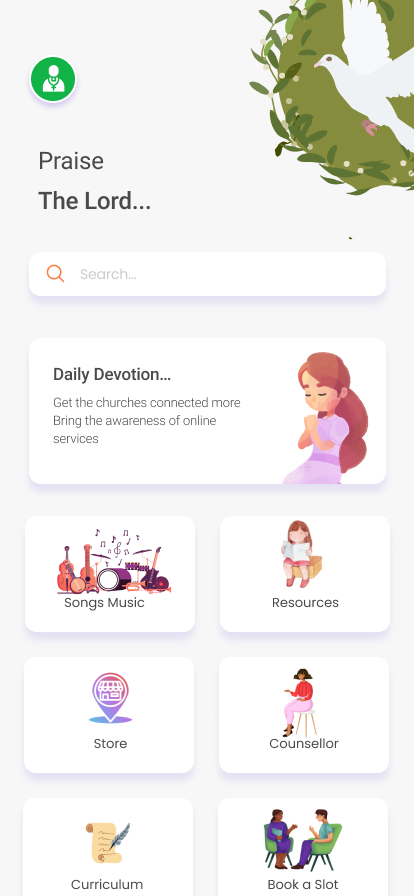 Praise
The Lord...
Search...
Daily Devotion...
Get the churches connected more
Bring the awareness of online
services
Songs Music
Resources
Store
Counsellor
Curriculum
Book a Slot